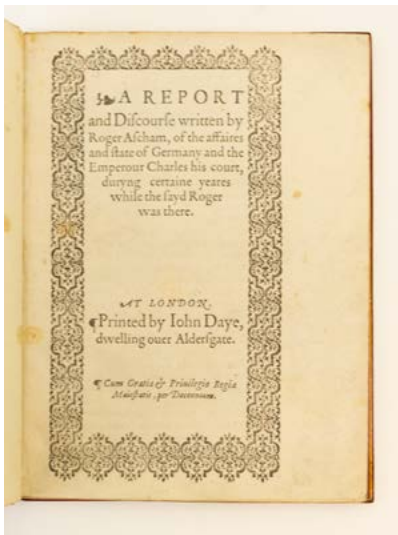 ❧A REPORT
and Diſcourſe written by
Roger Aſcham, of the affaires
and ſtate of Germany and the
Emperour Charles his court,
duryng certaine yeares
while the ſayd Roger
was there.
AT LONDON.
¶Printed by Iohn Daye,
dwelling ouer Alderſgate.
¶ Cum Gratia & Priuilegio Regiæ
Maieſtatis, per Decennium.